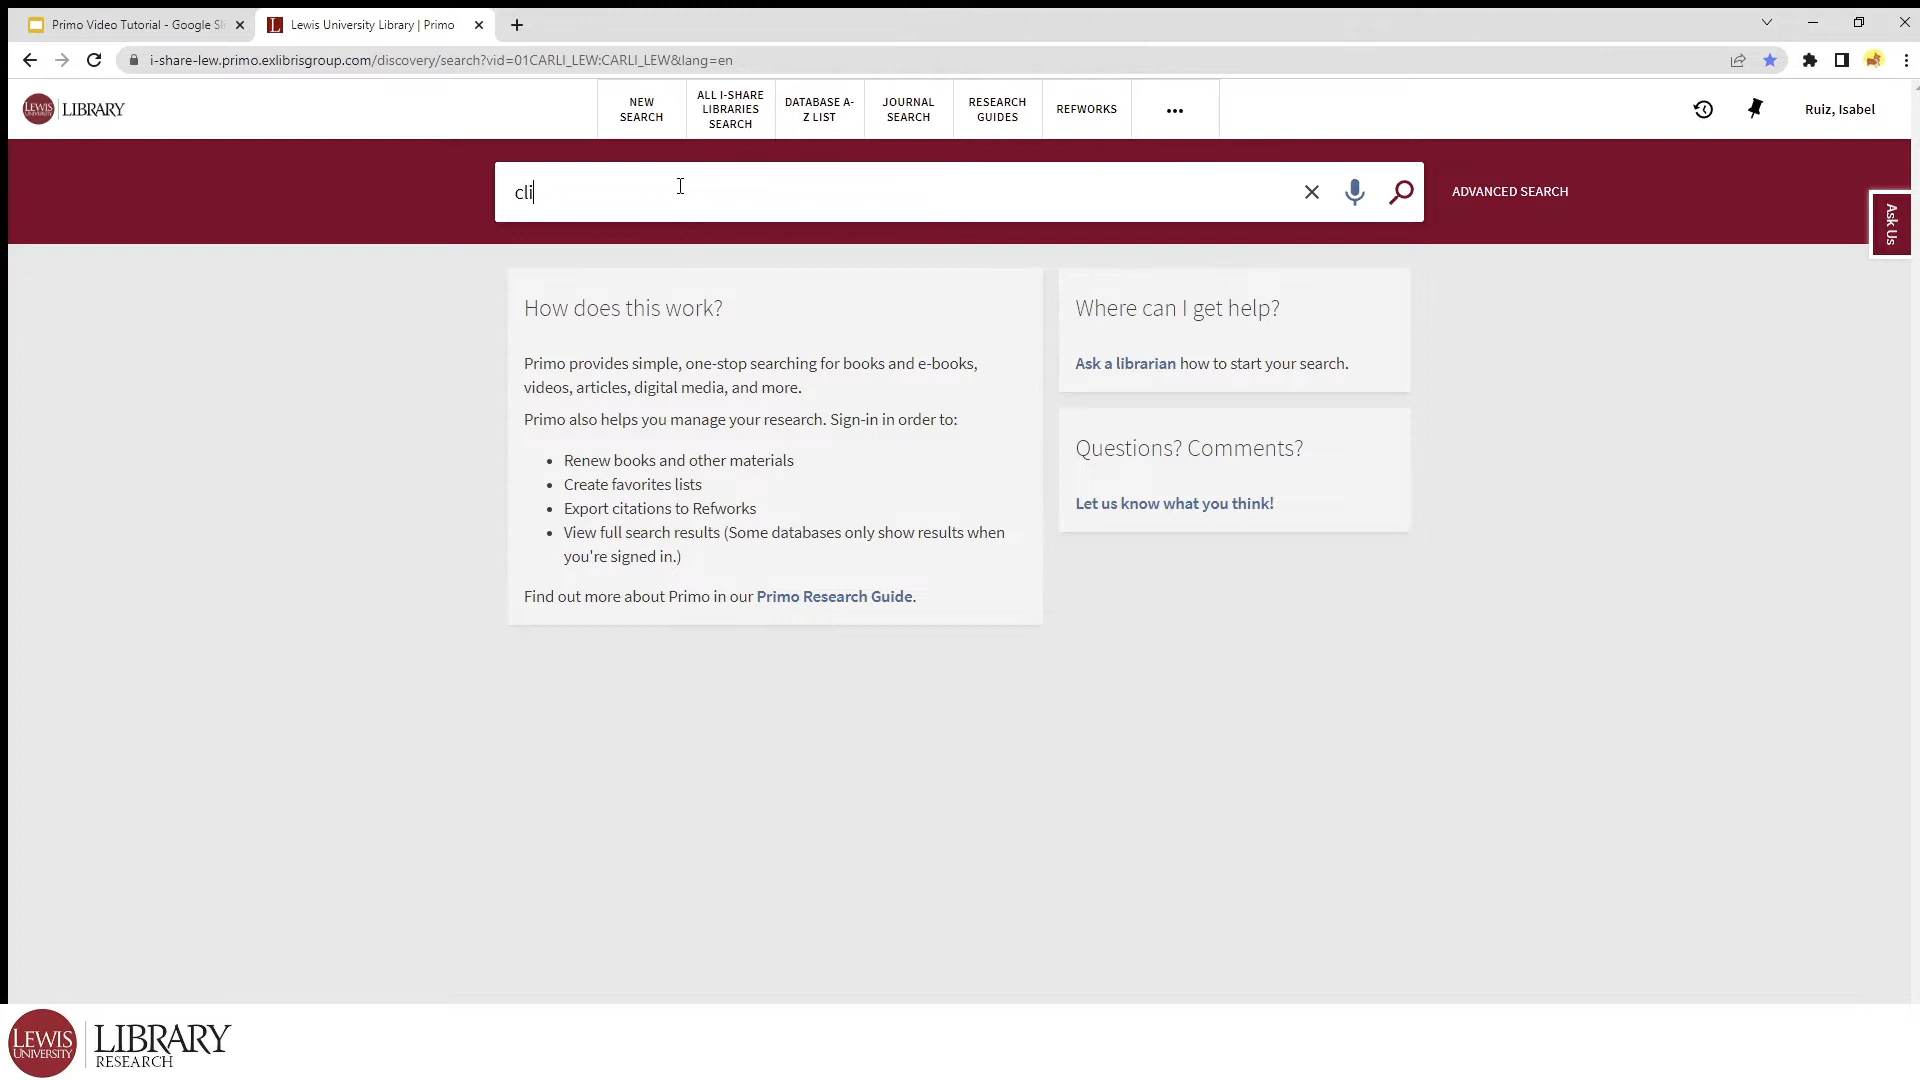 Primo Video Tutorial - Google Sli
Lewis University Library | Primo
i-share-lew.primo.exlibrisgroup.com/discovery/search?vid=01CARLI_LEW:CARLI_LEW&lang=en
LEWIS UNIVERSITY
LIBRARY
NEW
SEARCH
ALL I-SHARE
LIBRARIES
SEARCH
DATABASE A-
Z LIST
JOURNAL
SEARCH
RESEARCH
GUIDES
REFWORKS
Ruiz, Isabel
cli
ADVANCED SEARCH
Ask Us
How does this work?
Primo provides simple, one-stop searching for books and e-books,
videos, articles, digital media, and more.
Primo also helps you manage your research. Sign-in in order to:
• Renew books and other materials
• Create favorites lists
• Export citations to Refworks
• View full search results (Some databases only show results when
you're signed in.)
Find out more about Primo in our Primo Research Guide.
Where can I get help?
Ask a librarian how to start your search.
Questions? Comments?
Let us know what you think!
LEWIS
UNIVERSITY
LIBRARY
RESEARCH